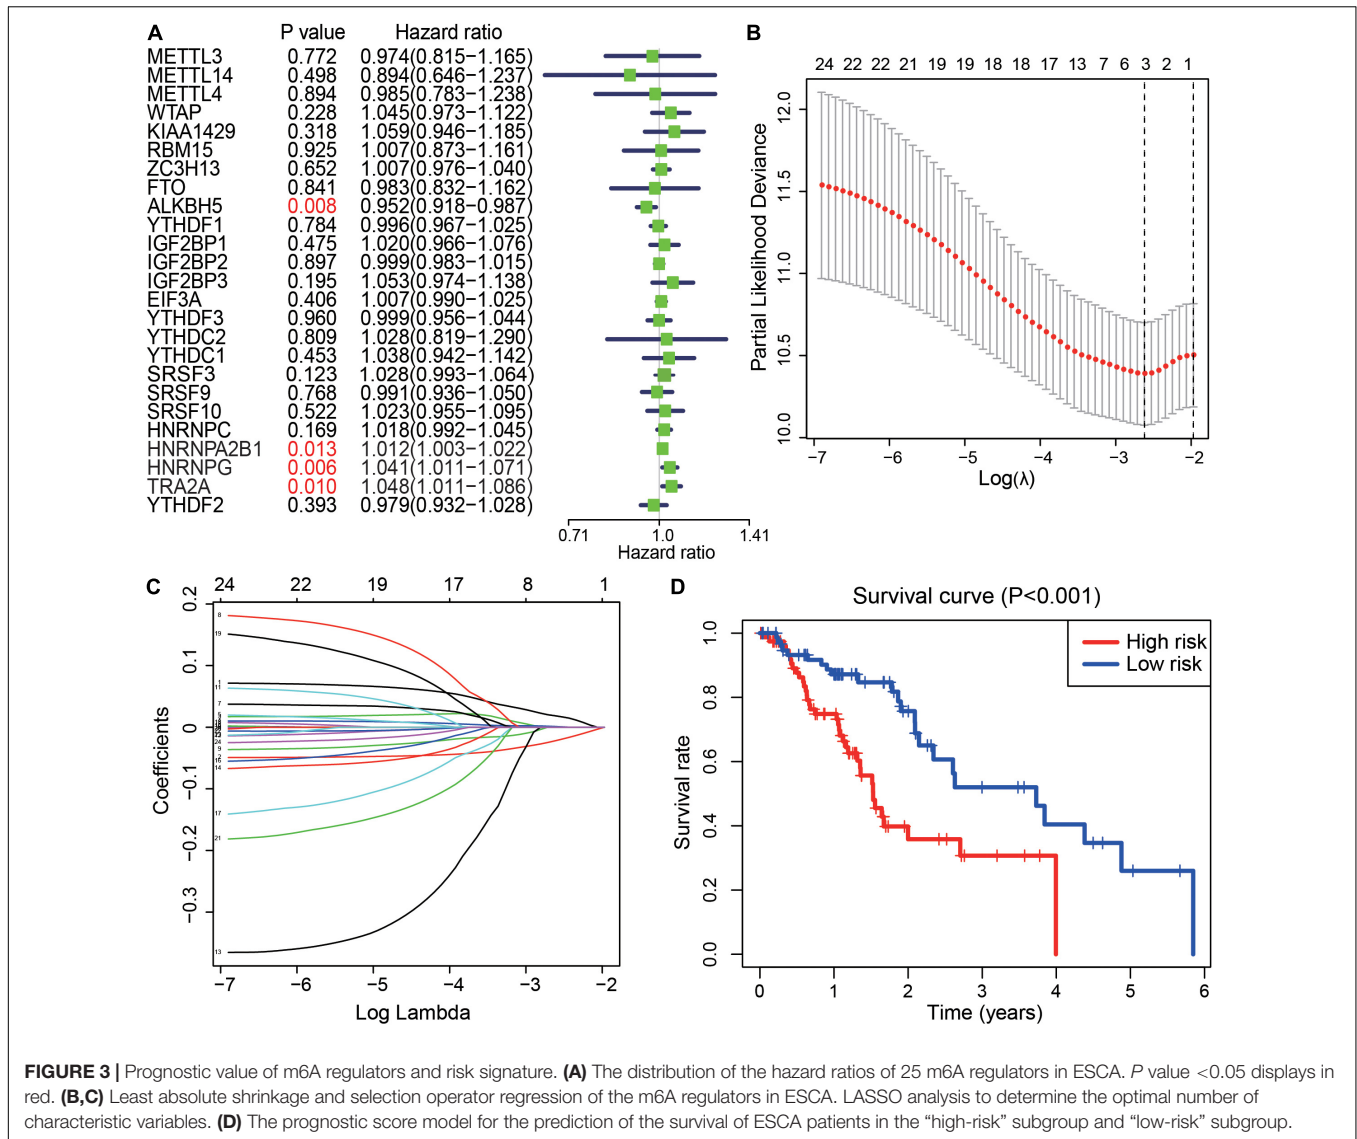 A P value Hazard ratio
METTL3 0.772 0.974(0.815−1.165)
METTL14 0.498 0.894(0.646−1.237)
METTL4 0.894 0.985(0.783−1.238)
WTAP 0.228 1.045(0.973−1.122)
KIAA1429 0.318 1.059(0.946−1.185)
RBM15 0.925 1.007(0.873−1.161)
ZC3H13 0.652 1.007(0.976−1.040)
FTO 0.841 0.983(0.832−1.162)
ALKBH5 0.008 0.952(0.918−0.987)
YTHDF1 0.784 0.996(0.967−1.025)
IGF2BP1 0.475 1.020(0.966−1.076)
IGF2BP2 0.897 0.999(0.983−1.015)
IGF2BP3 0.195 1.053(0.974−1.138)
EIF3A 0.406 1.007(0.990−1.025)
YTHDF3 0.960 0.999(0.956−1.044)
YTHDC2 0.809 1.028(0.819−1.290)
YTHDC1 0.453 1.038(0.942−1.142)
SRSF3 0.123 1.028(0.993−1.064)
SRSF9 0.768 0.991(0.936−1.050)
SRSF10 0.522 1.023(0.955−1.095)
HNRNPC 0.169 1.018(0.992−1.045)
HNRNPA2B1 0.013 1.012(1.003−1.022)
HNRNPG 0.006 1.041(1.011−1.071)
TRA2A 0.010 1.048(1.011−1.086)
YTHDF2 0.393 0.979(0.932−1.028)
0.71 1.0 1.41
Hazard ratio
B
24 22 22 21 19 19 18 18 17 13 7 6 3 2 1
Partial Likelihood Deviance
12.0
11.5
11.0
10.5
10.0
−7 −6 −5 −4 −3 −2
Log(λ)
C
24 22 19 17 8 1
Coefficients
0.2
0.1
0
−0.1
−0.2
−0.3
8
19
1
11
7
9
2
14
17
21
13
−7 −6 −5 −4 −3 −2
Log Lambda
D
Survival curve (P<0.001)
High risk
Low risk
Survival rate
1.0
0.8
0.6
0.4
0.2
0.0
0 1 2 3 4 5 6
Time (years)
FIGURE 3 | Prognostic value of m6A regulators and risk signature. (A) The distribution of the hazard ratios of 25 m6A regulators in ESCA. P value <0.05 displays in
red. (B,C) Least absolute shrinkage and selection operator regression of the m6A regulators in ESCA. LASSO analysis to determine the optimal number of
characteristic variables. (D) The prognostic score model for the prediction of the survival of ESCA patients in the “high-risk” subgroup and “low-risk” subgroup.